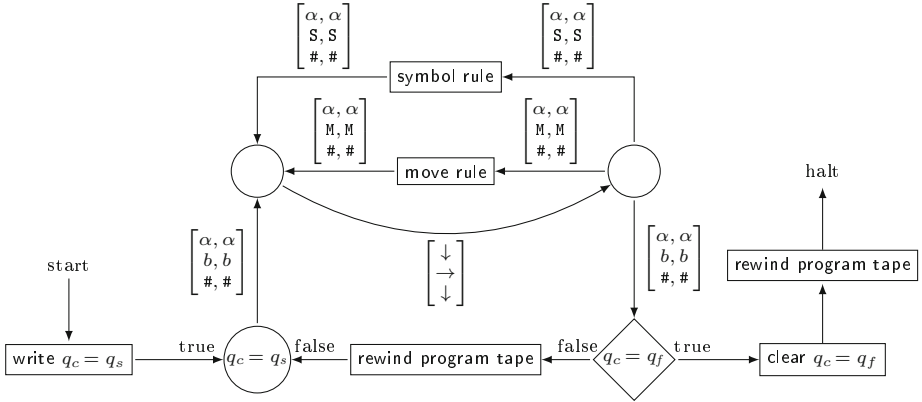 α, α
S, S
#, #
α, α
S, S
#, #
symbol rule
α, α
M, M
#, #
α, α
M, M
#, #
move rule
halt
α, α
b, b
#, #
↓
→
↓
α, α
b, b
#, #
rewind program tape
start
write q_c = q_s
true
q_c = q_s
false
rewind program tape
false
q_c = q_f
true
clear q_c = q_f